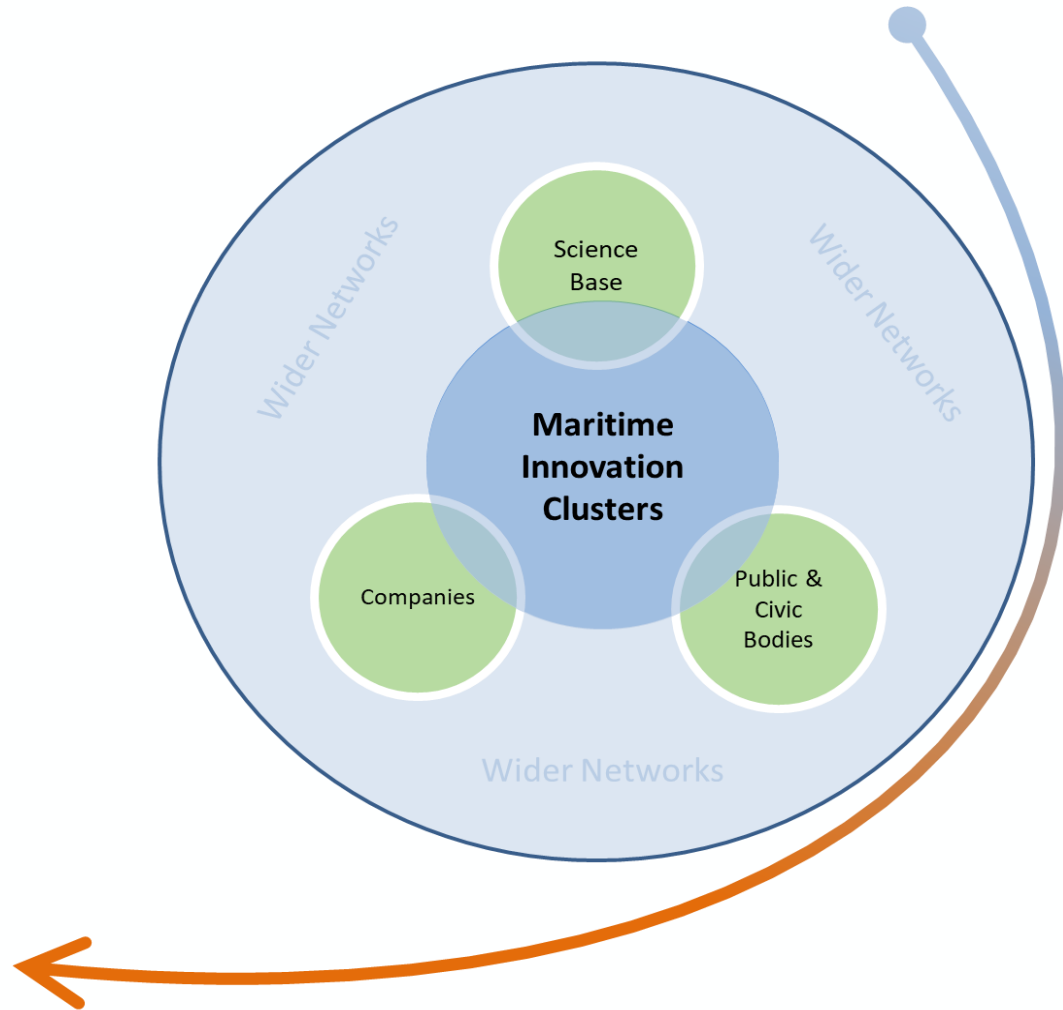 Science
Base
Wider Networks
Wider Networks
Maritime
Innovation
Clusters
Companies
Public &
Civic
Bodies
Wider Networks